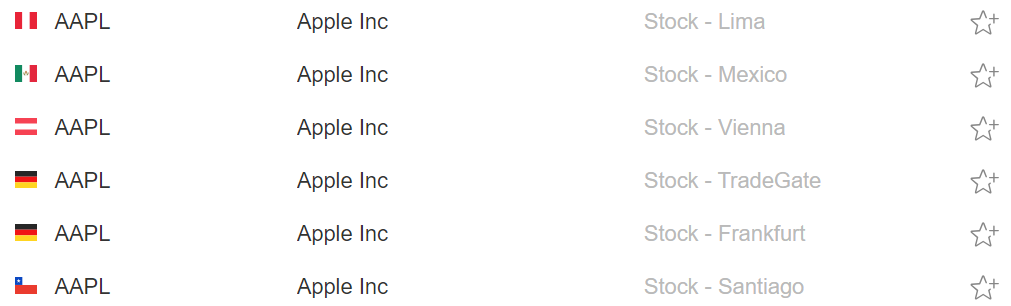 AAPL Apple Inc Stock - Lima
AAPL Apple Inc Stock - Mexico
AAPL Apple Inc Stock - Vienna
AAPL Apple Inc Stock - TradeGate
AAPL Apple Inc Stock - Frankfurt
AAPL Apple Inc Stock - Santiago